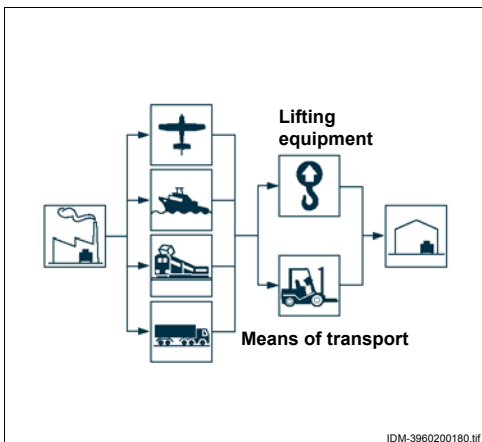 Lifting
equipment
Means of transport
IDM-3960200180.tif